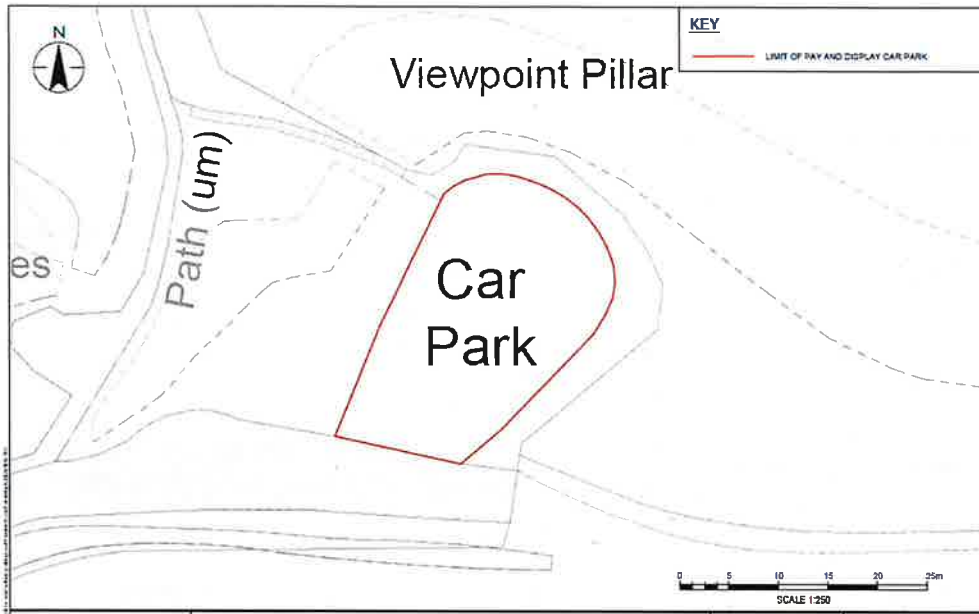 N
KEY
LIMIT OF PAY AND DISPLAY CAR PARK
Viewpoint Pillar
Path (um)
es
Car
Park
0 5 10 15 20 25m
SCALE 1:250